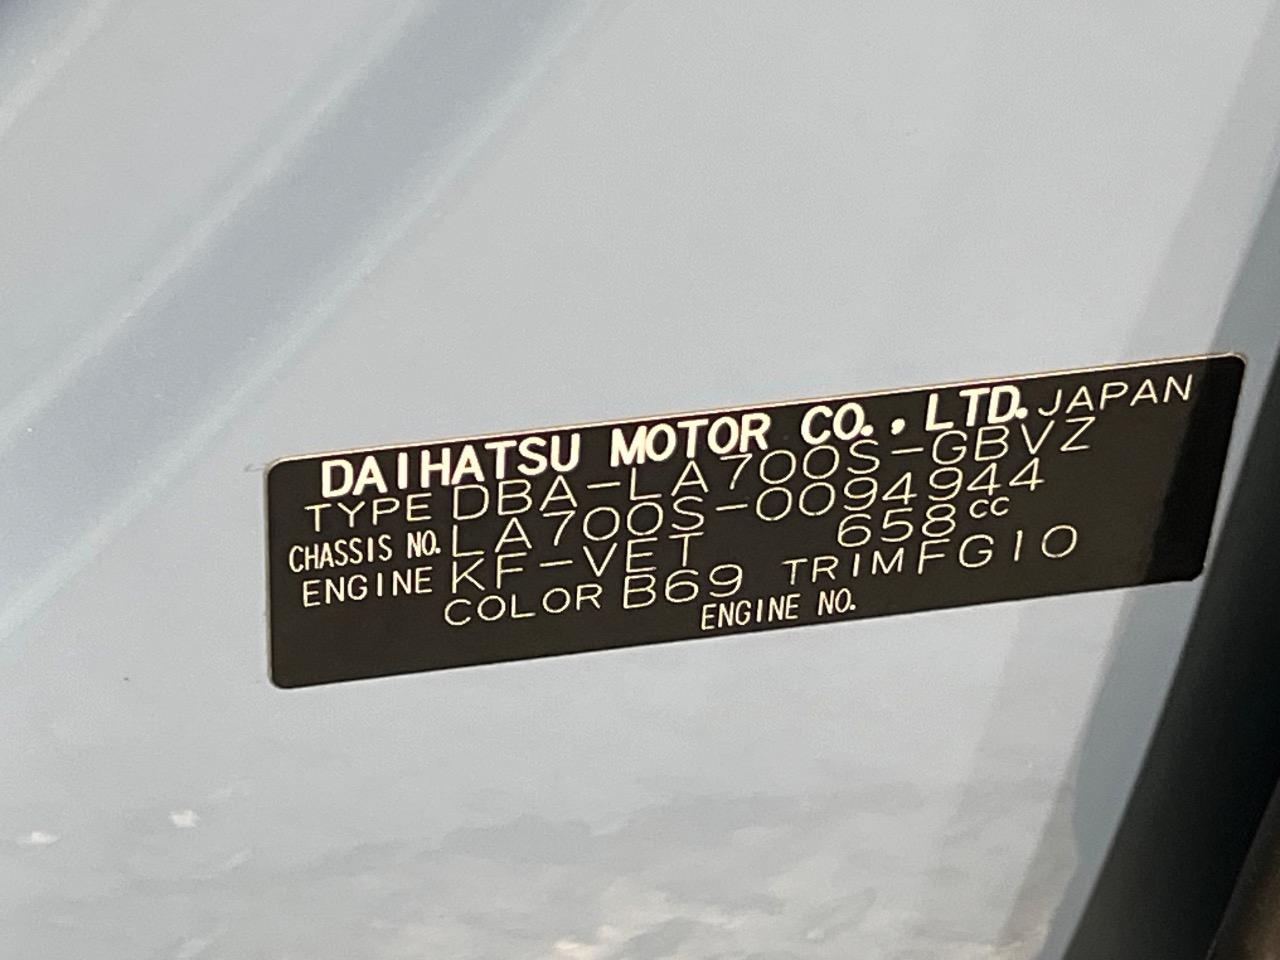 DAIHATSU MOTOR CO., LTD. JAPAN
TYPE DBA-LA700S-GBVZ
CHASSIS NO. LA700S-0094944
ENGINE KF-VET 658cc
COLOR B69 TRIM FG10
ENGINE NO.